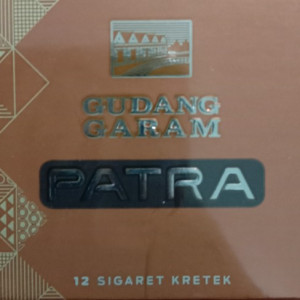 GUDANG
GARAM
PATRA
12 SIGARET KRETEK